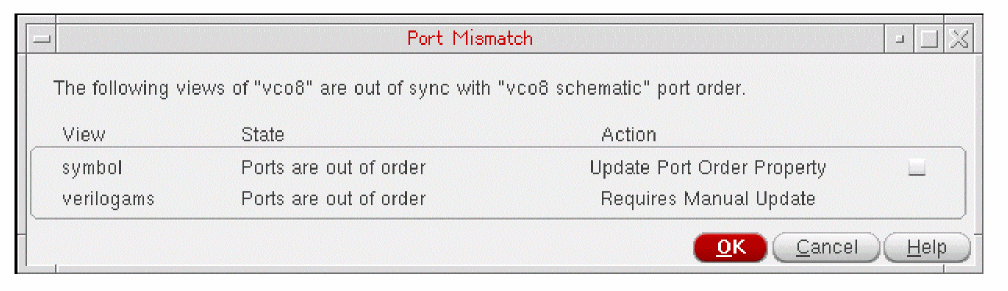 Port Mismatch
The following views of "vco8" are out of sync with "vco8 schematic" port order.
View State Action
symbol Ports are out of order Update Port Order Property
verilogams Ports are out of order Requires Manual Update
OK Cancel Help